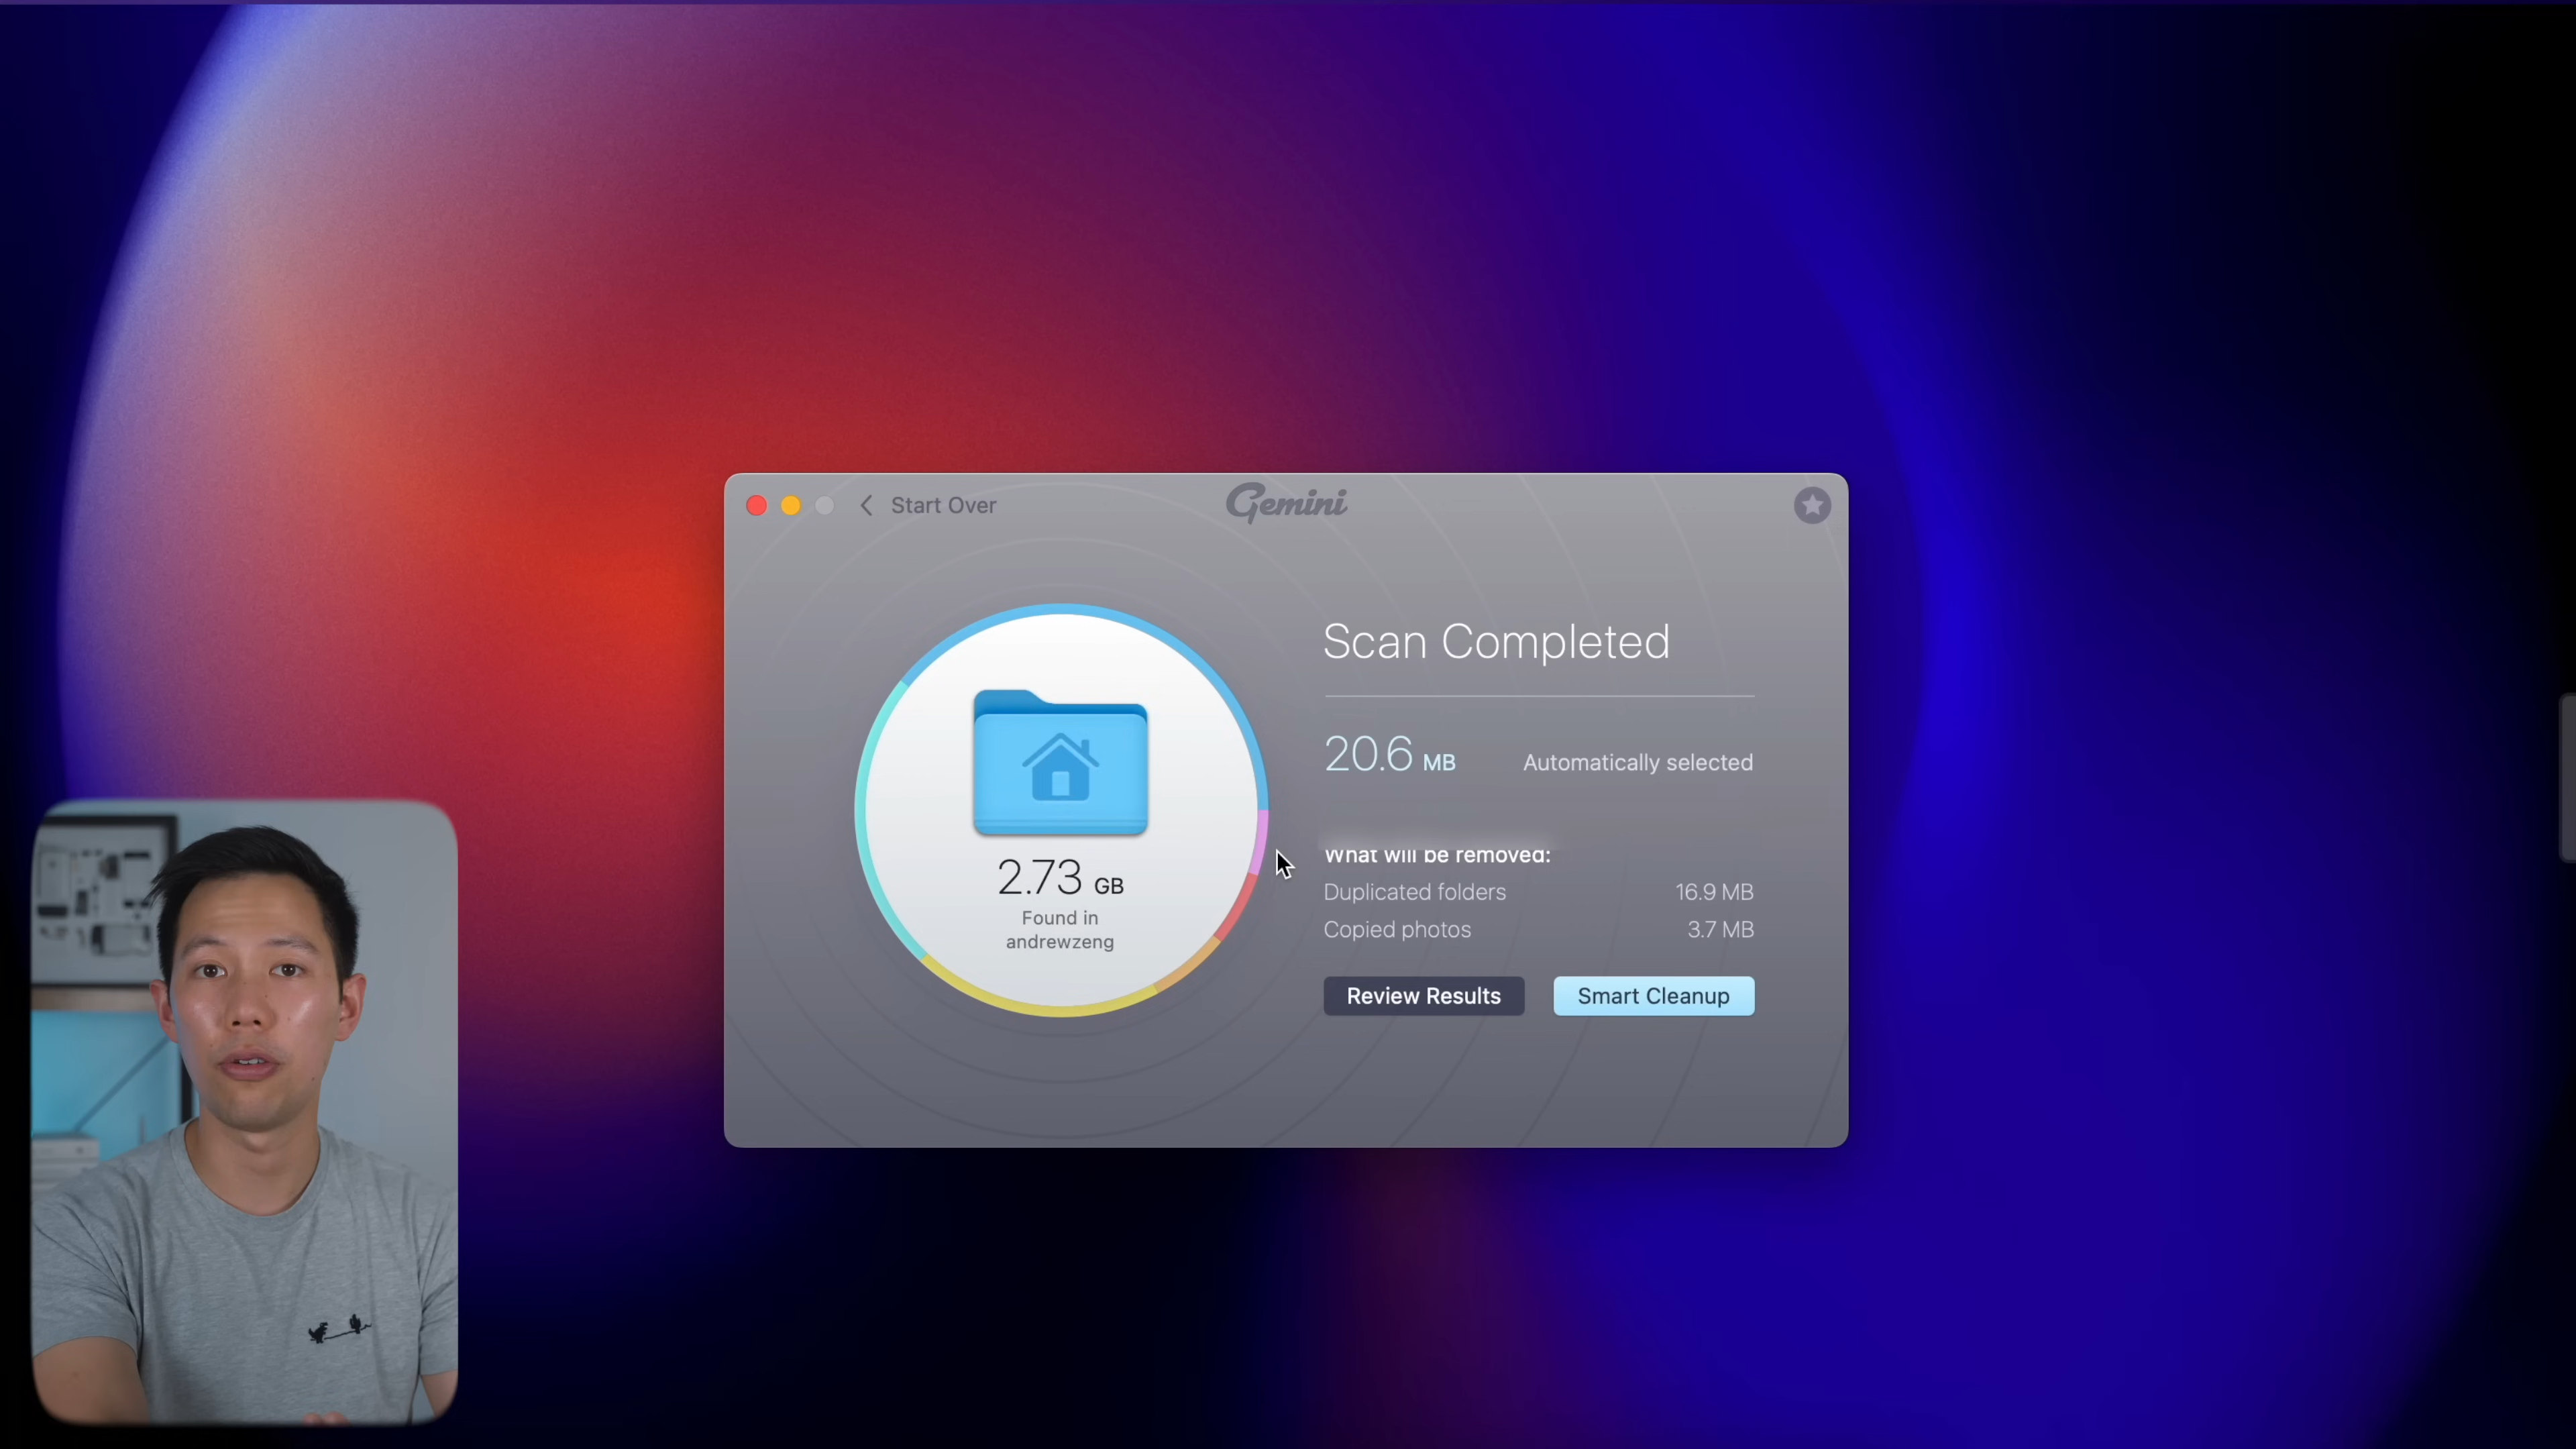 Start Over
Gemini
Scan Completed
20.6 MB Automatically selected
2.73 GB
Found in
andrewzeng
What will be removed:
Duplicated folders 16.9 MB
Copied photos 3.7 MB
Review Results Smart Cleanup